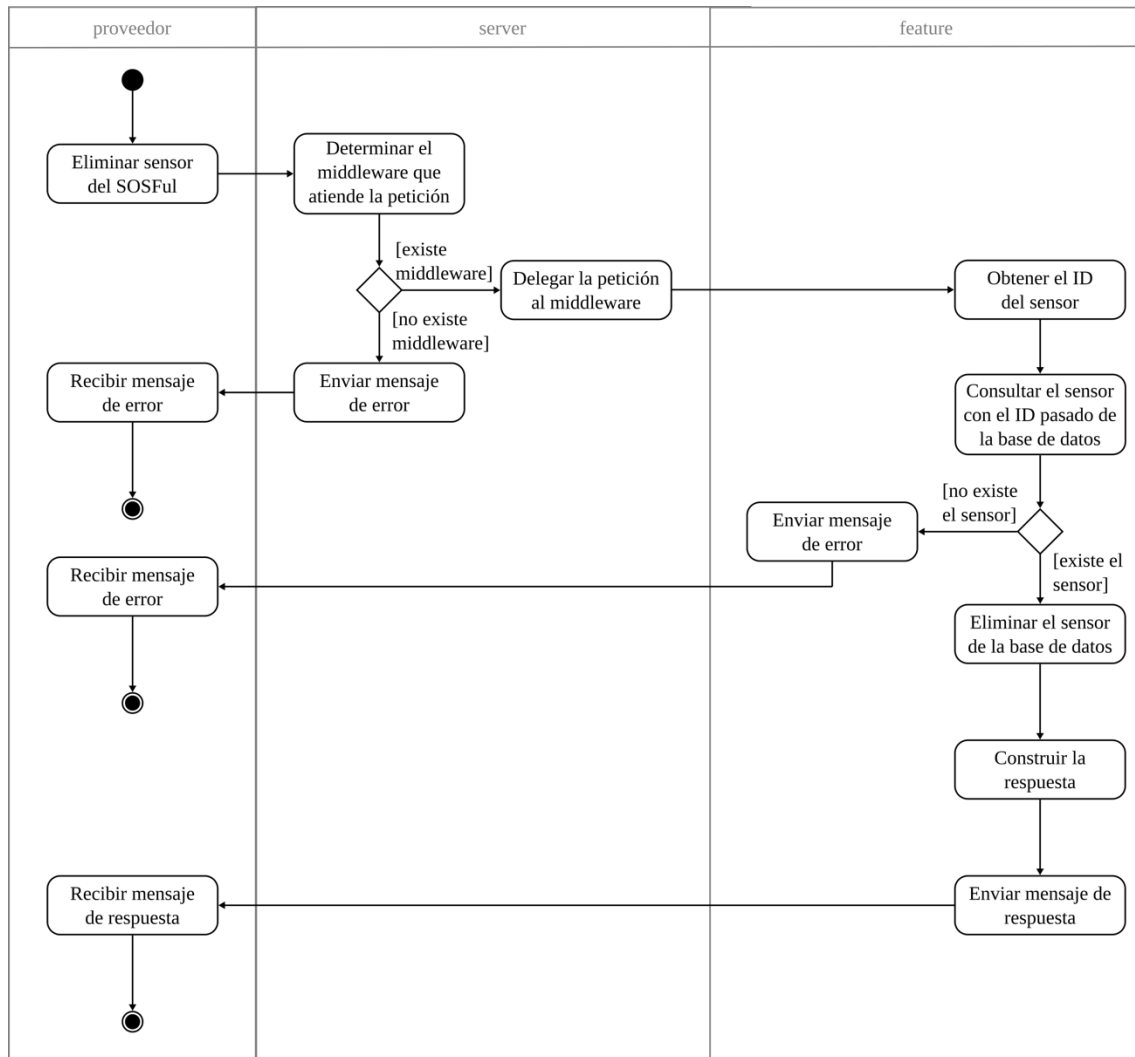 proveedor
server
feature
Eliminar sensor
del SOSFul
Determinar el
middleware que
atiende la petición
[existe
middleware]
Delegar la petición
al middleware
Obtener el ID
del sensor
[no existe
middleware]
Recibir mensaje
de error
Enviar mensaje
de error
Consultar el sensor
con el ID pasado de
la base de datos
[no existe
el sensor]
Enviar mensaje
de error
[existe el
sensor]
Recibir mensaje
de error
Eliminar el sensor
de la base de datos
Construir la
respuesta
Recibir mensaje
de respuesta
Enviar mensaje de
respuesta